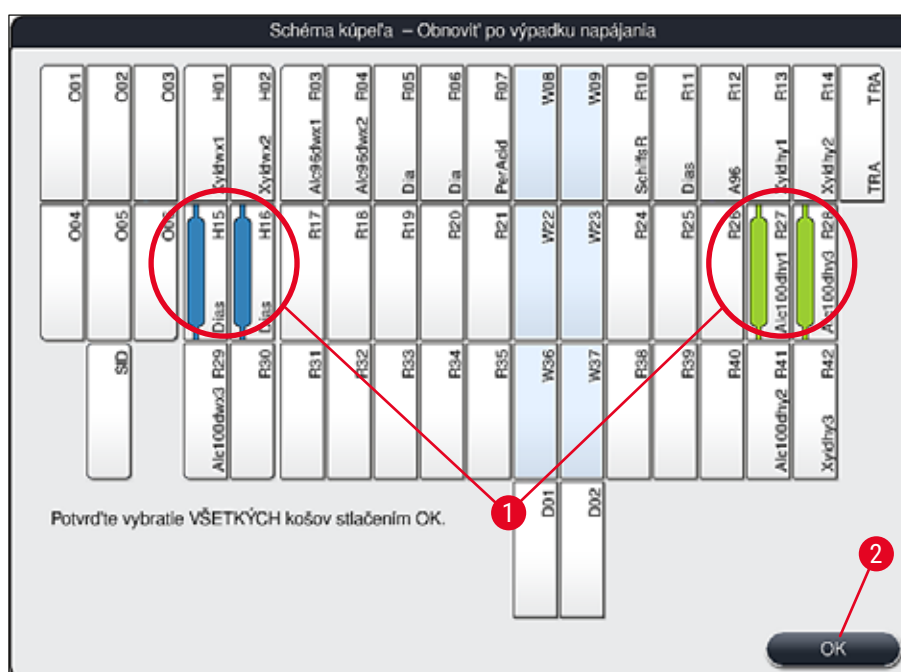 Schéma kúpeľa – Obnoviť po výpadku napájania
O01
O02
O03
Xyldwx1 H01
Xyldwx2 H02
Alc96dwx1 R03
Alc96dwx2 R04
Dia R05
Dia R06
PerAcid R07
W08
W09
SchiffsR R10
Dias R11
A96 R12
Xyldhy1 R13
Xyldhy2 R14
TRA TRA
O04
O05
O06
Dias H15
Dias H16
R17
R18
R19
R20
R21
W22
W23
R24
R25
R26
Alc100dhy1 R27
Alc100dhy3 R28
SID
Alc100dwx3 R29
R30
R31
R32
R33
R34
R35
W36
W37
R38
R39
R40
Alc100dhy2 R41
Xyldhy3 R42
D01
D02
Potvrďte vybratie VŠETKÝCH košov stlačením OK.
1
2
OK